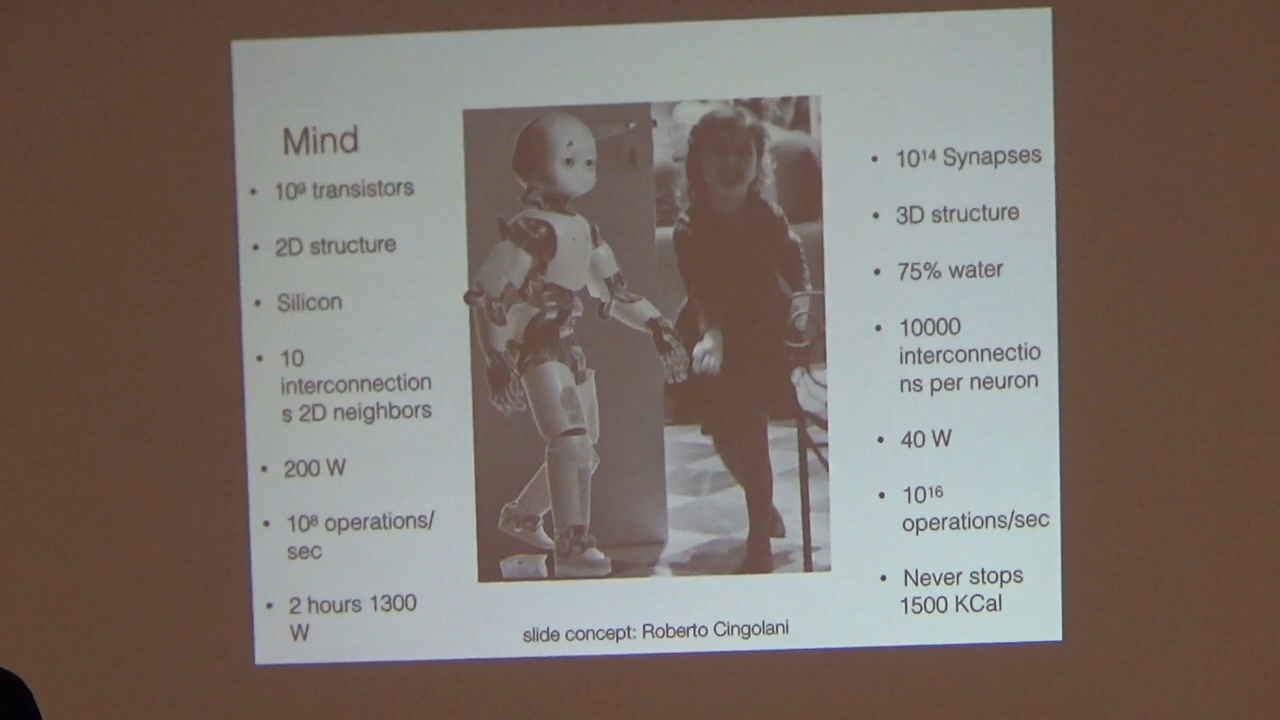 Mind
• 10⁹ transistors
• 2D structure
• Silicon
• 10
interconnection
s 2D neighbors
• 200 W
• 10⁸ operations/
sec
• 2 hours 1300
W
• 10¹⁴ Synapses
• 3D structure
• 75% water
• 10000
interconnectio
ns per neuron
• 40 W
• 10¹⁶
operations/sec
• Never stops
1500 KCal
slide concept: Roberto Cingolani